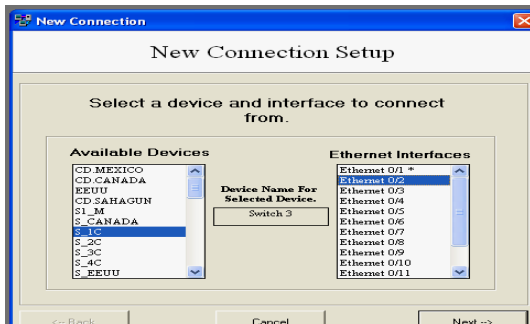 New Connection
New Connection Setup
Select a device and interface to connect
from.
Available Devices
CD.MEXICO
CD.CANADA
EEUU
CD.SAHAGUN
S1_M
S_CANADA
S_1C
S_2C
S_3C
S_4C
S_EEUU
Device Name For
Selected Device.
Switch 3
Ethernet Interfaces
Ethernet 0/1 *
Ethernet 0/2
Ethernet 0/3
Ethernet 0/4
Ethernet 0/5
Ethernet 0/6
Ethernet 0/7
Ethernet 0/8
Ethernet 0/9
Ethernet 0/10
Ethernet 0/11
<-- Back
Cancel
Next -->